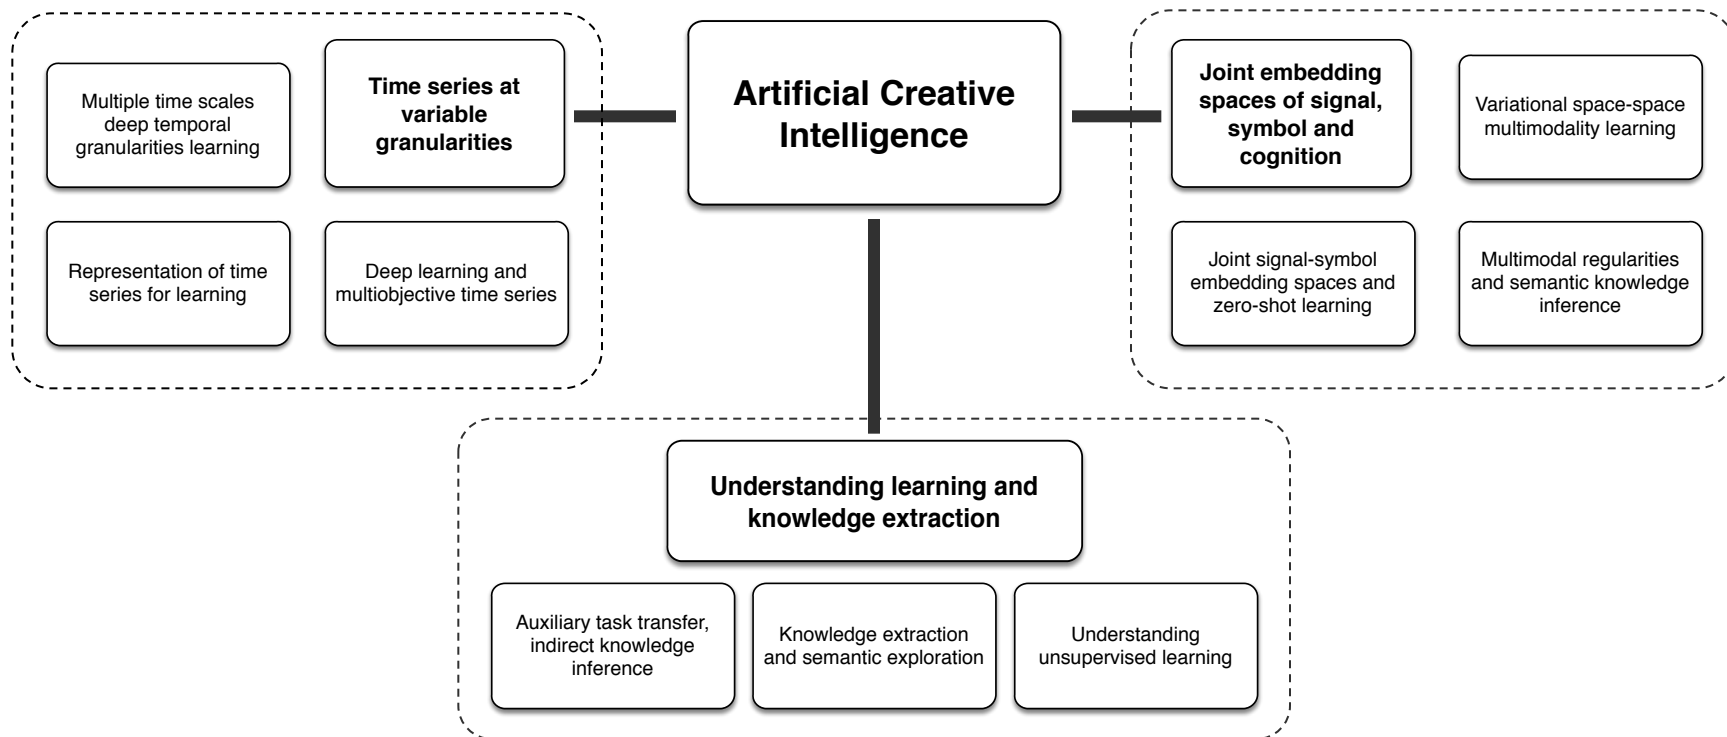 Artificial Creative
Intelligence
Time series at
variable
granularities
Multiple time scales
deep temporal
granularities learning
Representation of time
series for learning
Deep learning and
multiobjective time series
Joint embedding
spaces of signal,
symbol and
cognition
Variational space-space
multimodality learning
Joint signal-symbol
embedding spaces and
zero-shot learning
Multimodal regularities
and semantic knowledge
inference
Understanding learning and
knowledge extraction
Auxiliary task transfer,
indirect knowledge
inference
Knowledge extraction
and semantic exploration
Understanding
unsupervised learning